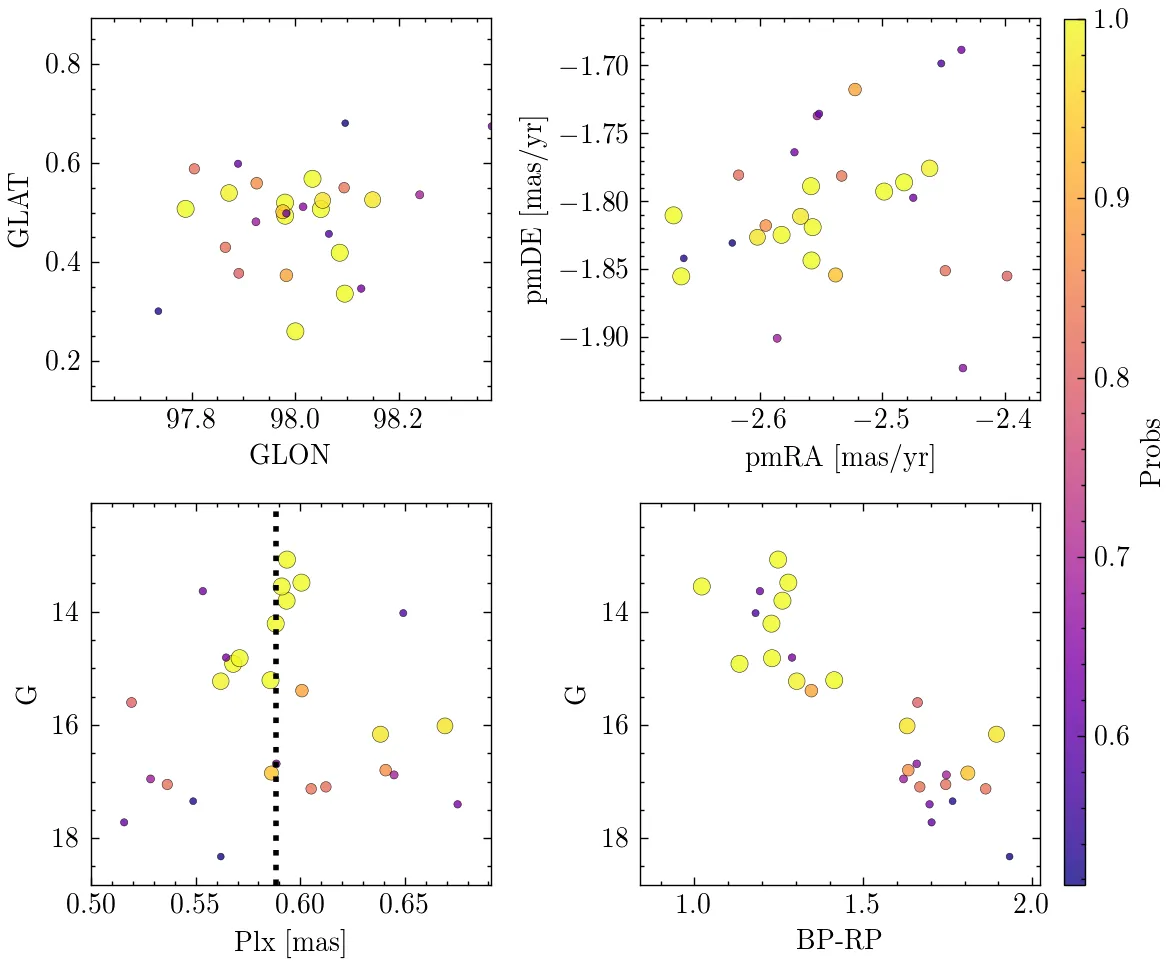 0.8
0.6
0.4
0.2
GLAT
97.8 98.0 98.2
GLON
−1.70
−1.75
−1.80
−1.85
−1.90
pmDE [mas/yr]
−2.6 −2.5 −2.4
pmRA [mas/yr]
1.0
0.9
0.8
0.7
0.6
Probs
14
16
18
G
0.50 0.55 0.60 0.65
Plx [mas]
14
16
18
G
1.0 1.5 2.0
BP-RP